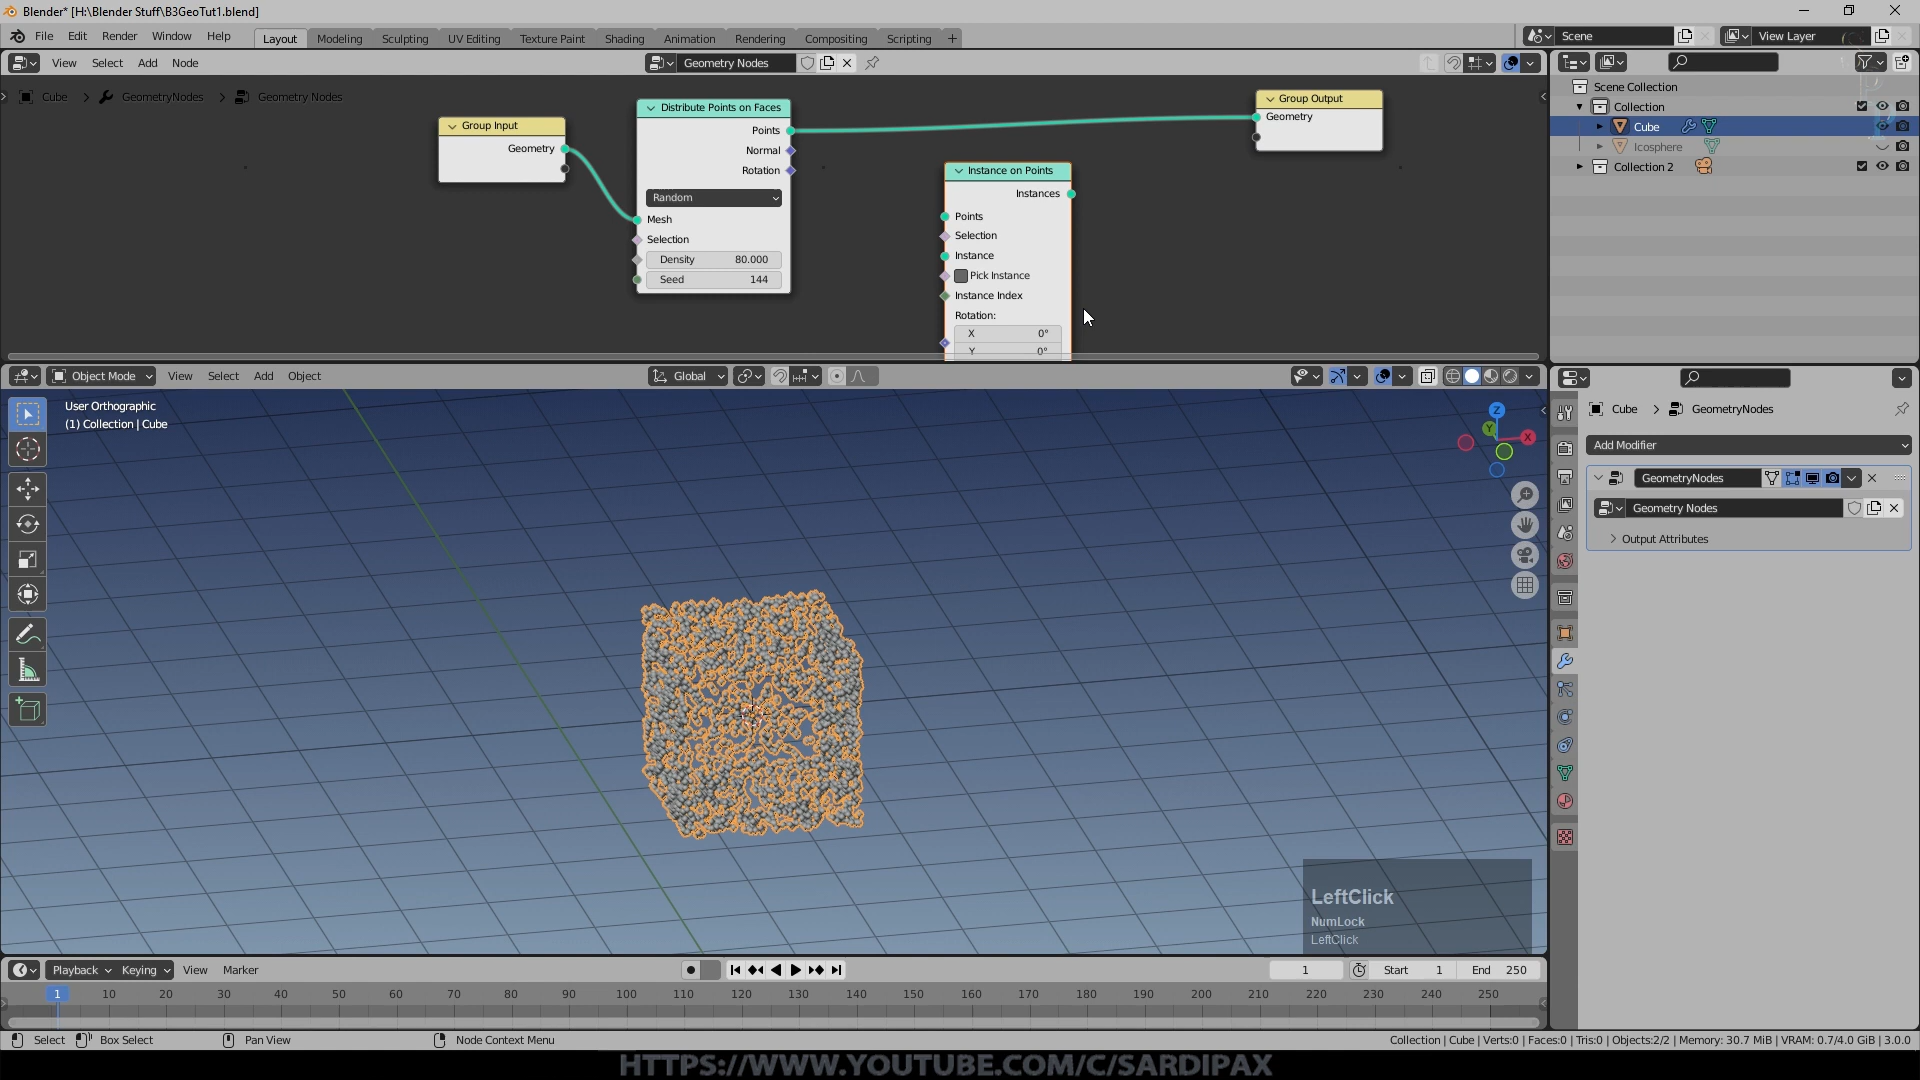 Blender* [H:\Blender Stuff\B3GeoTut1.blend]
File Edit Render Window Help Layout Modeling Sculpting UV Editing Texture Paint Shading Animation Rendering Compositing Scripting Scene View Layer
View Select Add Node Geometry Nodes
Cube GeometryNodes Geometry Nodes
Group Input
Geometry
Distribute Points on Faces
Points
Normal
Rotation
Random
Mesh
Selection
Density 80.000
Seed 144
Instance on Points
Instances
Points
Selection
Instance
Pick Instance
Instance Index
Rotation:
X 0°
Y 0°
Group Output
Geometry
Scene Collection
Collection
Cube
Icosphere
Collection 2
Object Mode View Select Add Object Global
User Orthographic
(1) Collection | Cube
Z
Y
X
LeftClick
NumLock
LeftClick
Cube GeometryNodes
Add Modifier
GeometryNodes
Geometry Nodes
Output Attributes
Playback Keying View Marker 1 Start 1 End 250
1 10 20 30 40 50 60 70 80 90 100 110 120 130 140 150 160 170 180 190 200 210 220 230 240 250
Select Box Select Pan View Node Context Menu Collection | Cube | Verts:0 | Faces:0 | Tris:0 | Objects:2/2 | Memory: 30.7 MiB | VRAM: 0.7/4.0 GiB | 3.0.0
HTTPS://WWW.YOUTUBE.COM/C/SARDIPAX